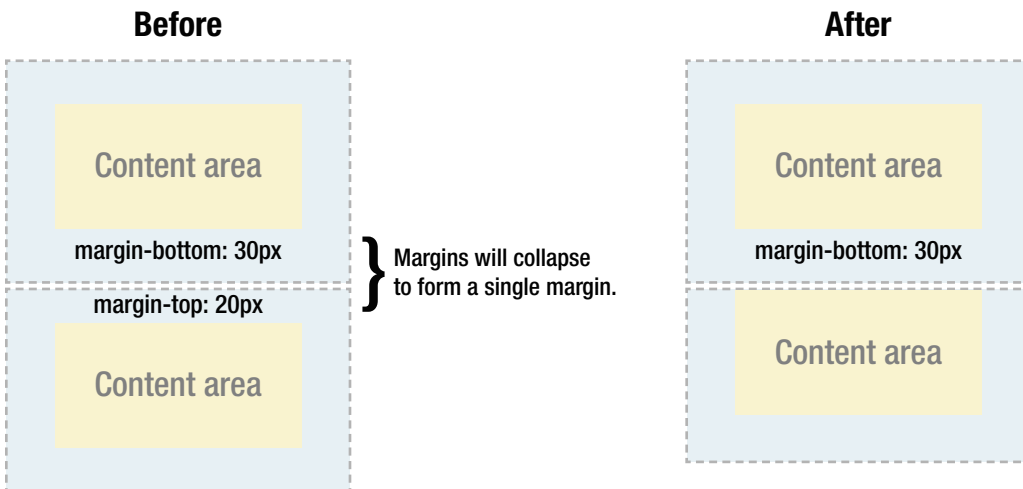 Before
Content area
margin-bottom: 30px
margin-top: 20px
Content area
Margins will collapse
to form a single margin.
After
Content area
margin-bottom: 30px
Content area